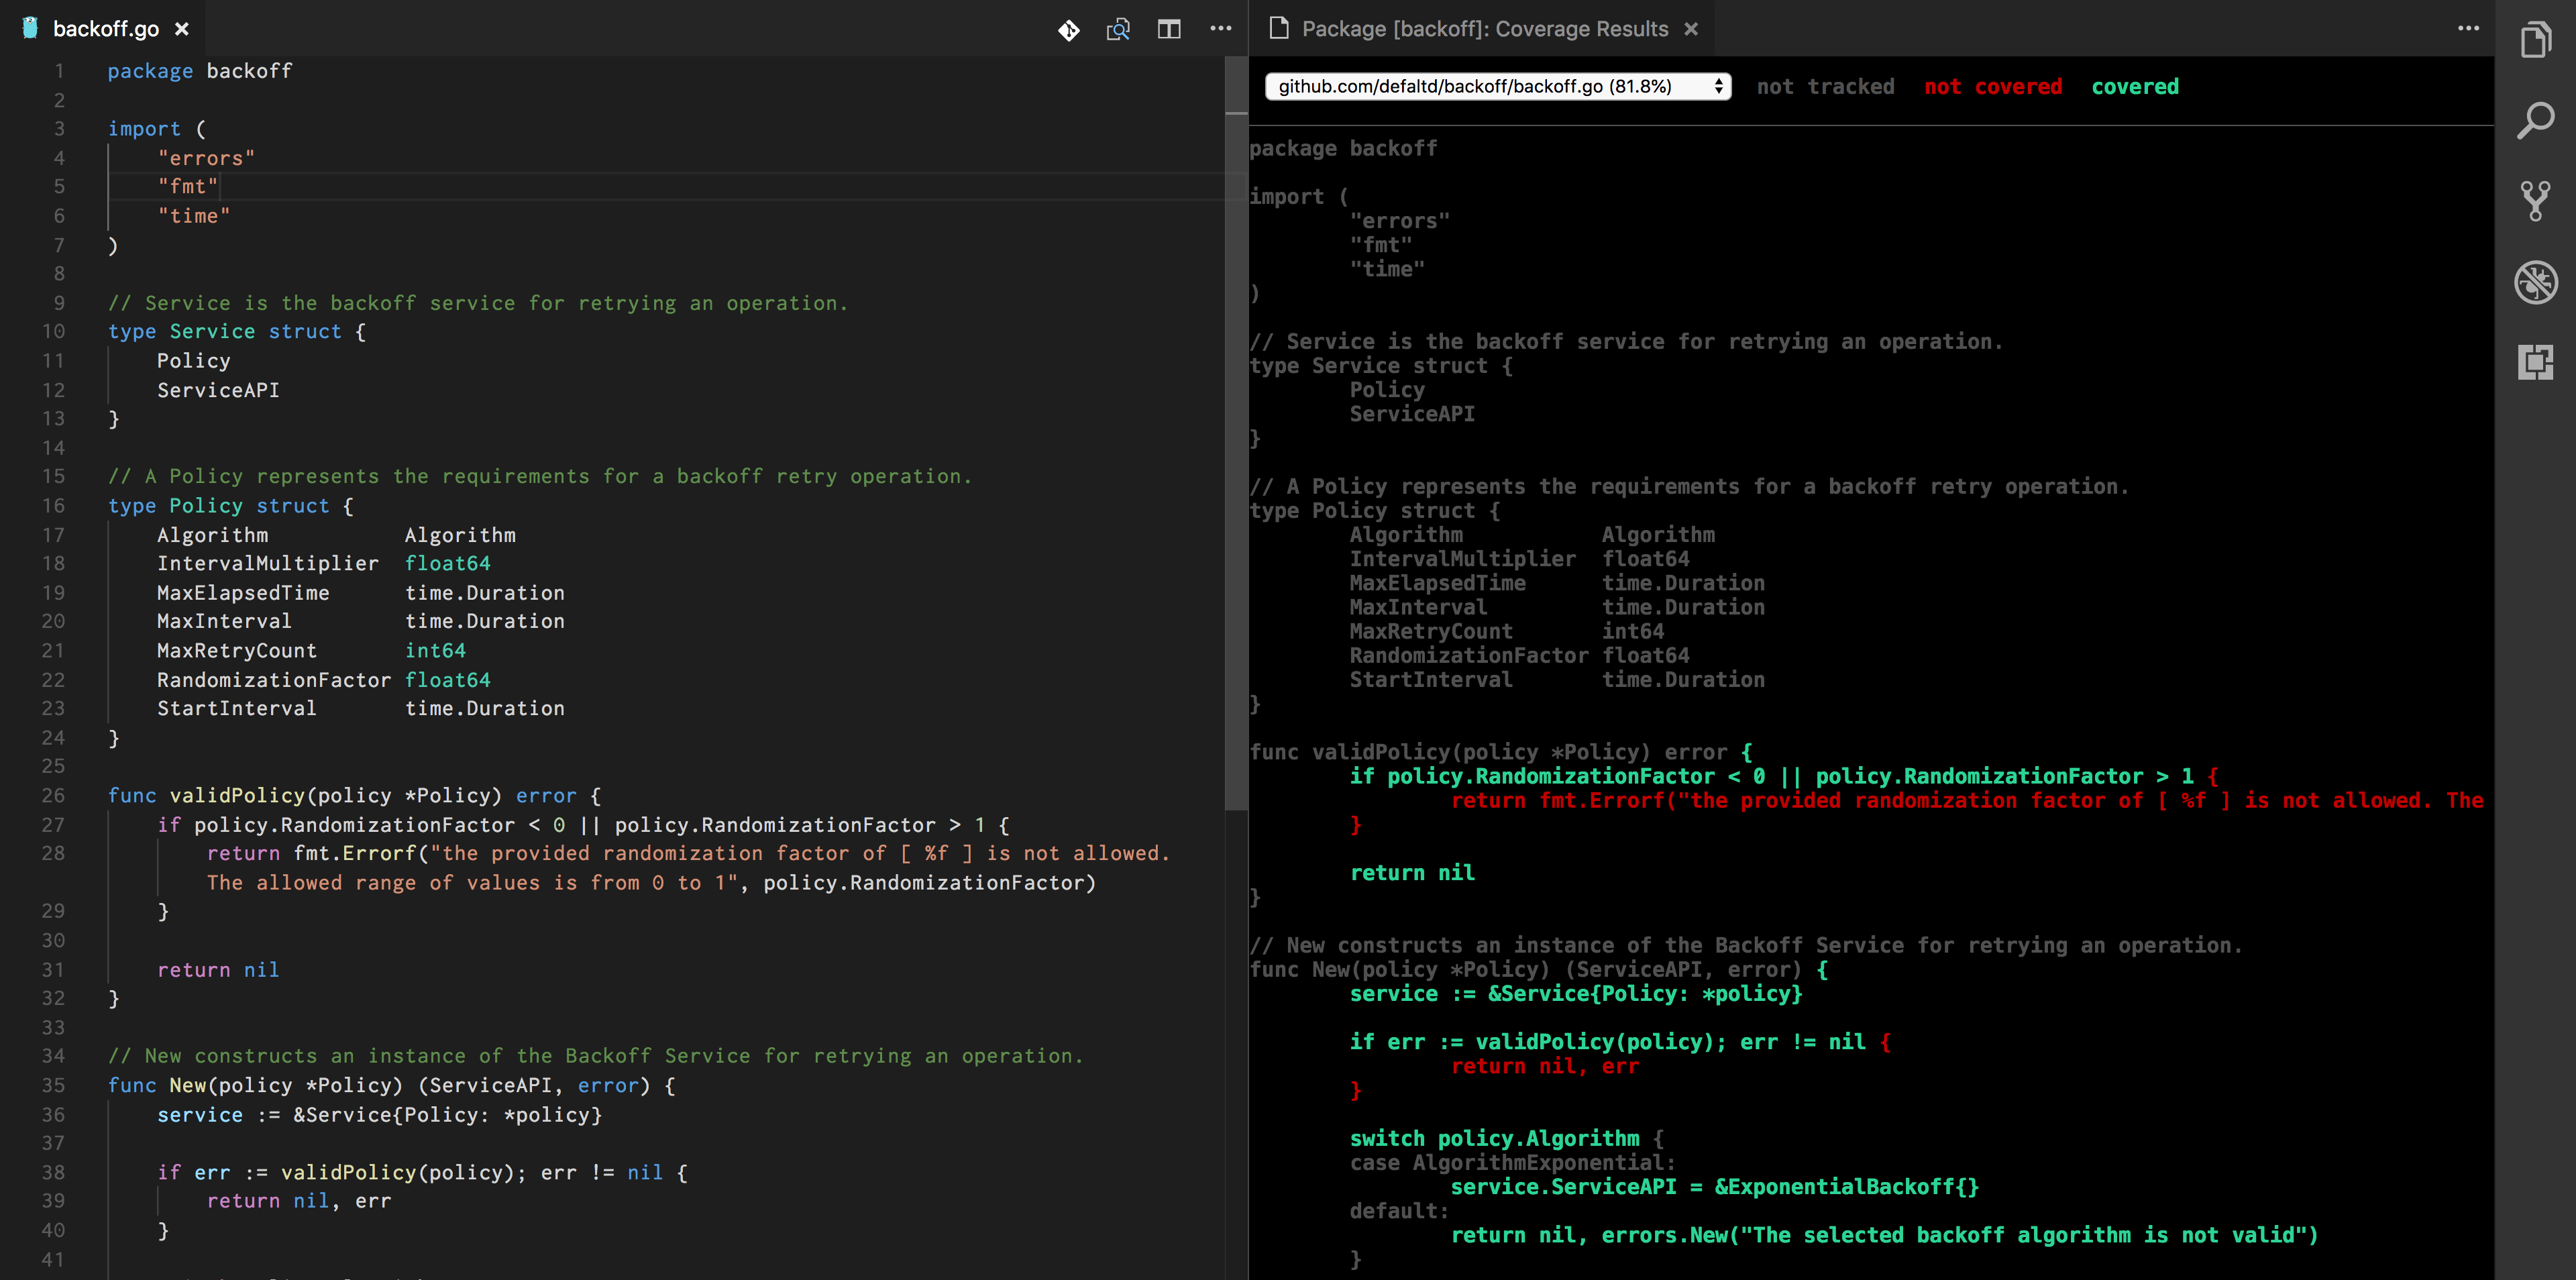 backoff.go
1 package backoff
2
3 import (
4 "errors"
5 "fmt"
6 "time"
7 )
8
9 // Service is the backoff service for retrying an operation.
10 type Service struct {
11 Policy
12 ServiceAPI
13 }
14
15 // A Policy represents the requirements for a backoff retry operation.
16 type Policy struct {
17 Algorithm Algorithm
18 IntervalMultiplier float64
19 MaxElapsedTime time.Duration
20 MaxInterval time.Duration
21 MaxRetryCount int64
22 RandomizationFactor float64
23 StartInterval time.Duration
24 }
25
26 func validPolicy(policy *Policy) error {
27 if policy.RandomizationFactor < 0 || policy.RandomizationFactor > 1 {
28 return fmt.Errorf("the provided randomization factor of [ %f ] is not allowed.
The allowed range of values is from 0 to 1", policy.RandomizationFactor)
29 }
30
31 return nil
32 }
33
34 // New constructs an instance of the Backoff Service for retrying an operation.
35 func New(policy *Policy) (ServiceAPI, error) {
36 service := &Service{Policy: *policy}
37
38 if err := validPolicy(policy); err != nil {
39 return nil, err
40 }
41
Package [backoff]: Coverage Results
github.com/defaltd/backoff/backoff.go (81.8%) not tracked not covered covered
package backoff
import (
"errors"
"fmt"
"time"
)
// Service is the backoff service for retrying an operation.
type Service struct {
Policy
ServiceAPI
}
// A Policy represents the requirements for a backoff retry operation.
type Policy struct {
Algorithm Algorithm
IntervalMultiplier float64
MaxElapsedTime time.Duration
MaxInterval time.Duration
MaxRetryCount int64
RandomizationFactor float64
StartInterval time.Duration
}
func validPolicy(policy *Policy) error {
if policy.RandomizationFactor < 0 || policy.RandomizationFactor > 1 {
return fmt.Errorf("the provided randomization factor of [ %f ] is not allowed. The
}
return nil
}
// New constructs an instance of the Backoff Service for retrying an operation.
func New(policy *Policy) (ServiceAPI, error) {
service := &Service{Policy: *policy}
if err := validPolicy(policy); err != nil {
return nil, err
}
switch policy.Algorithm {
case AlgorithmExponential:
service.ServiceAPI = &ExponentialBackoff{}
default:
return nil, errors.New("The selected backoff algorithm is not valid")
}